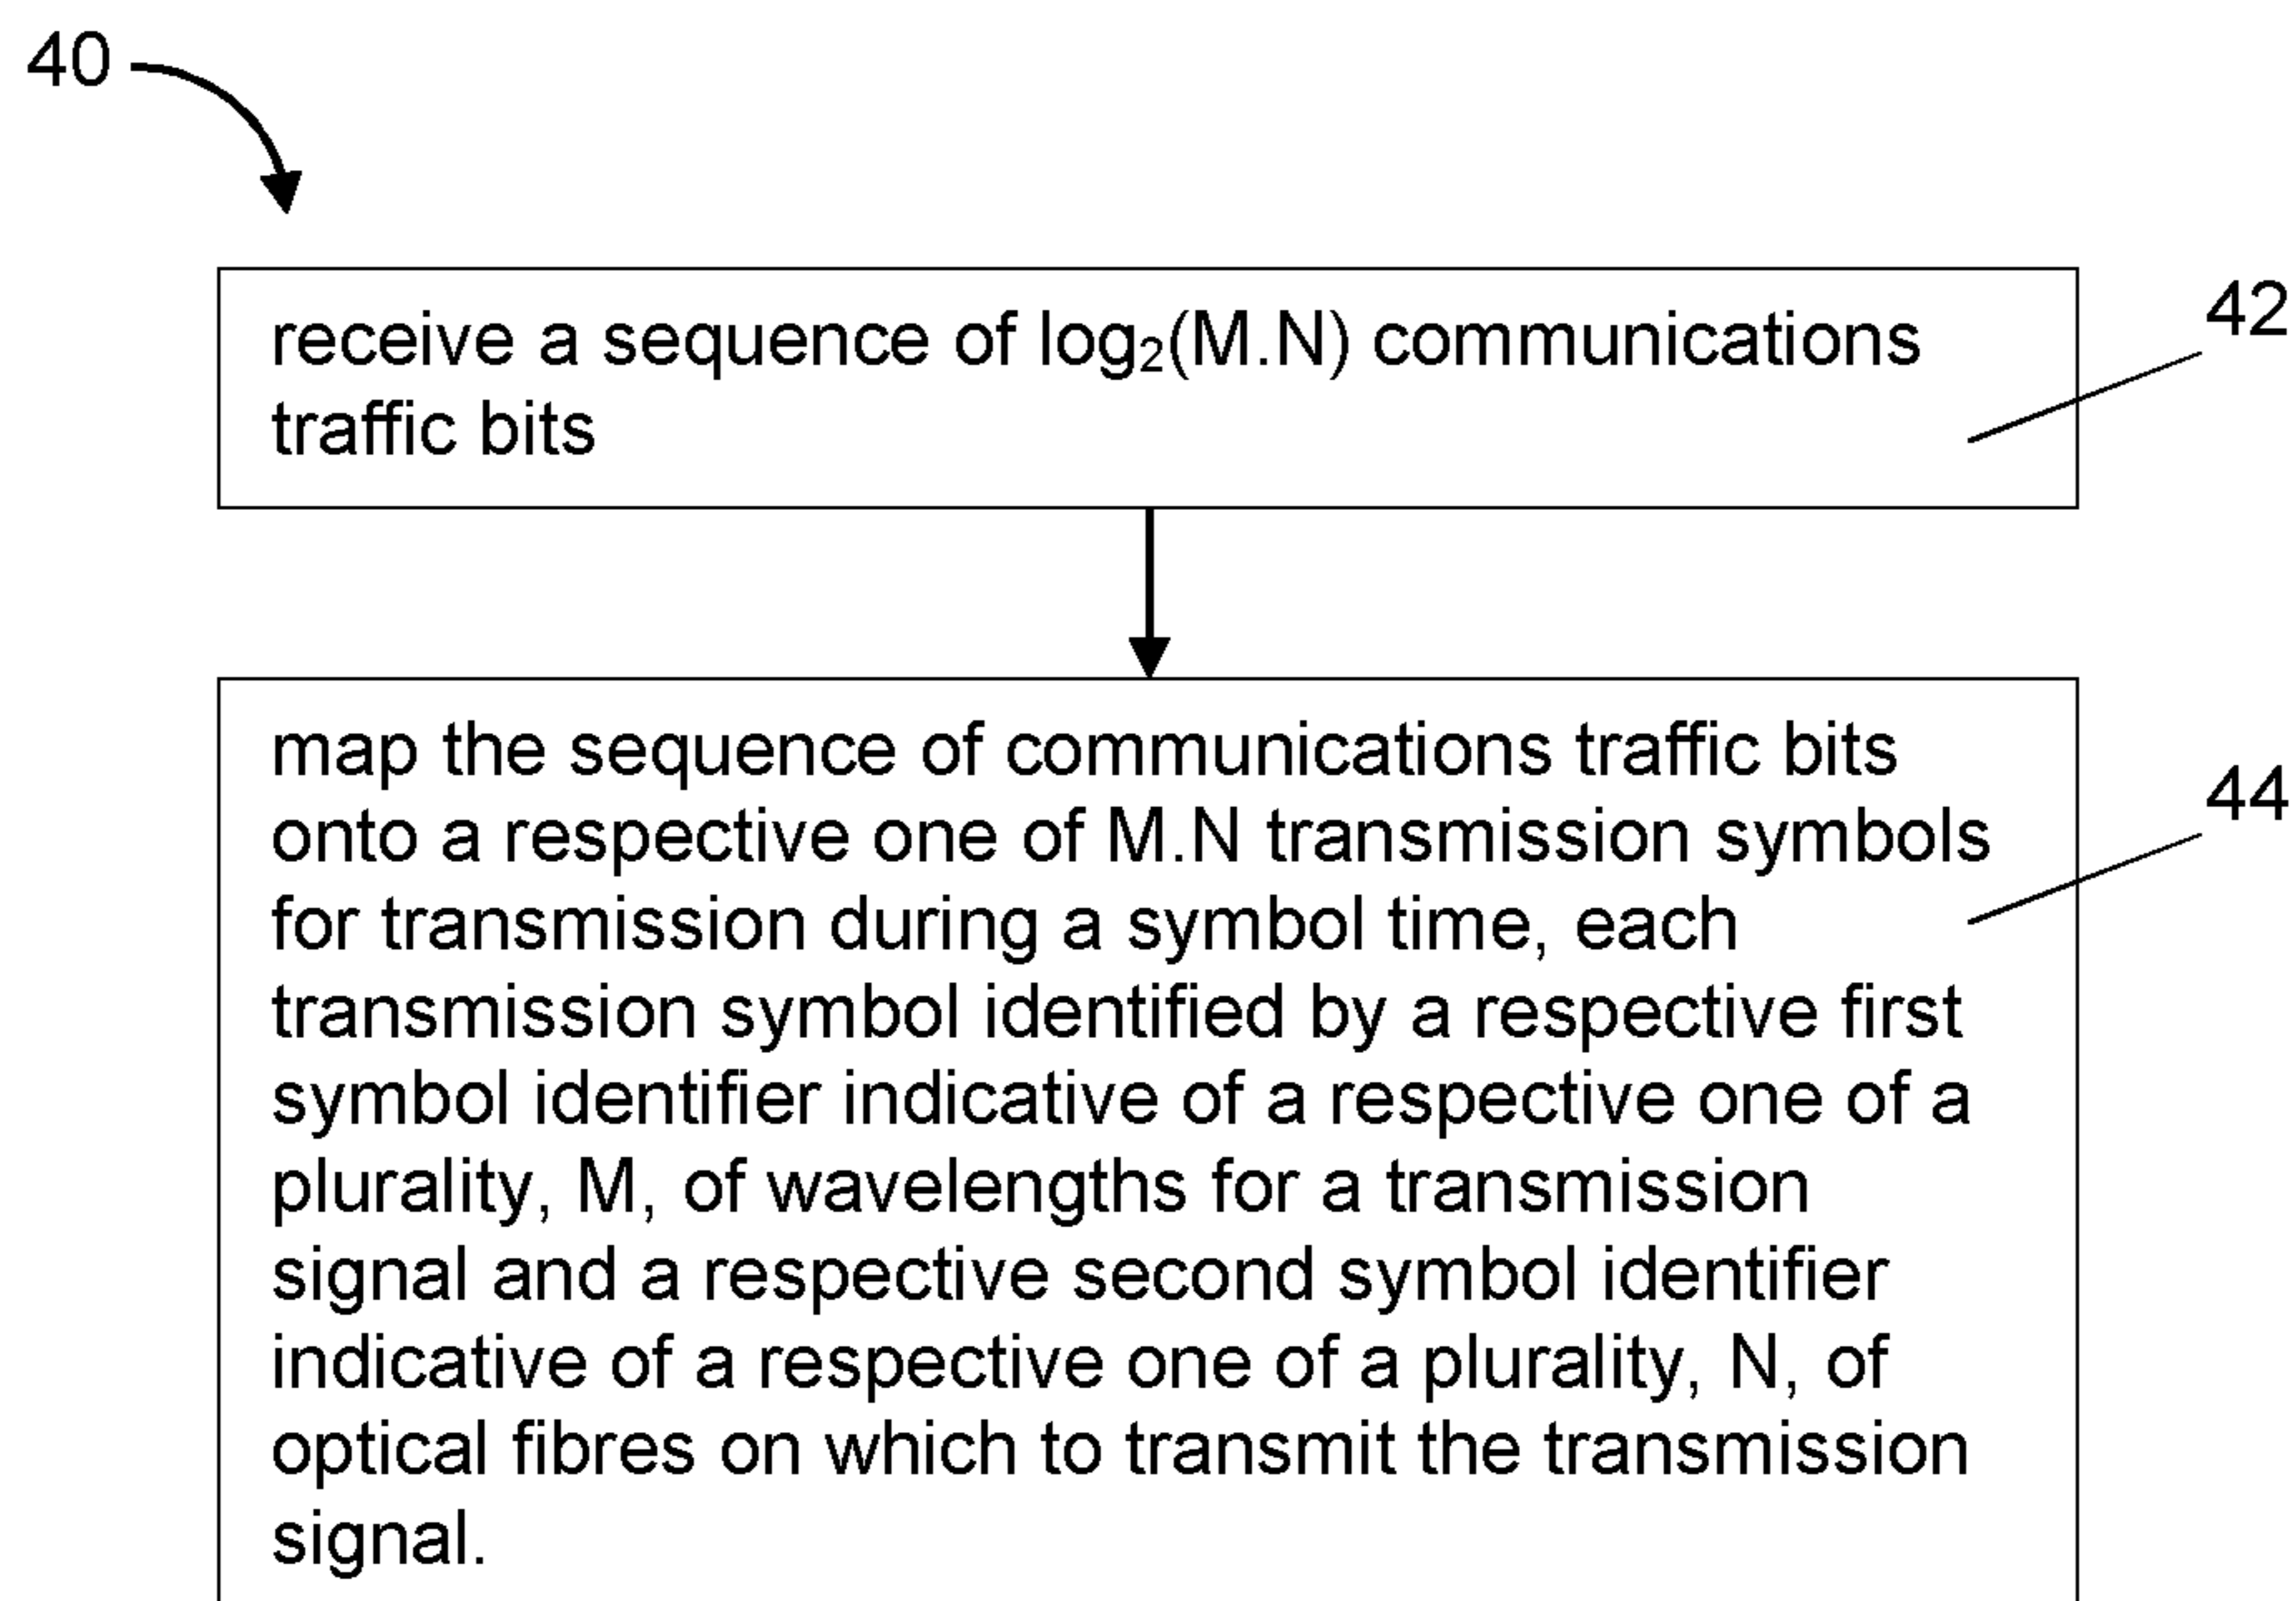 40
receive a sequence of log₂(M.N) communications
traffic bits
42
map the sequence of communications traffic bits
onto a respective one of M.N transmission symbols
for transmission during a symbol time, each
transmission symbol identified by a respective first
symbol identifier indicative of a respective one of a
plurality, M, of wavelengths for a transmission
signal and a respective second symbol identifier
indicative of a respective one of a plurality, N, of
optical fibres on which to transmit the transmission
signal.
44